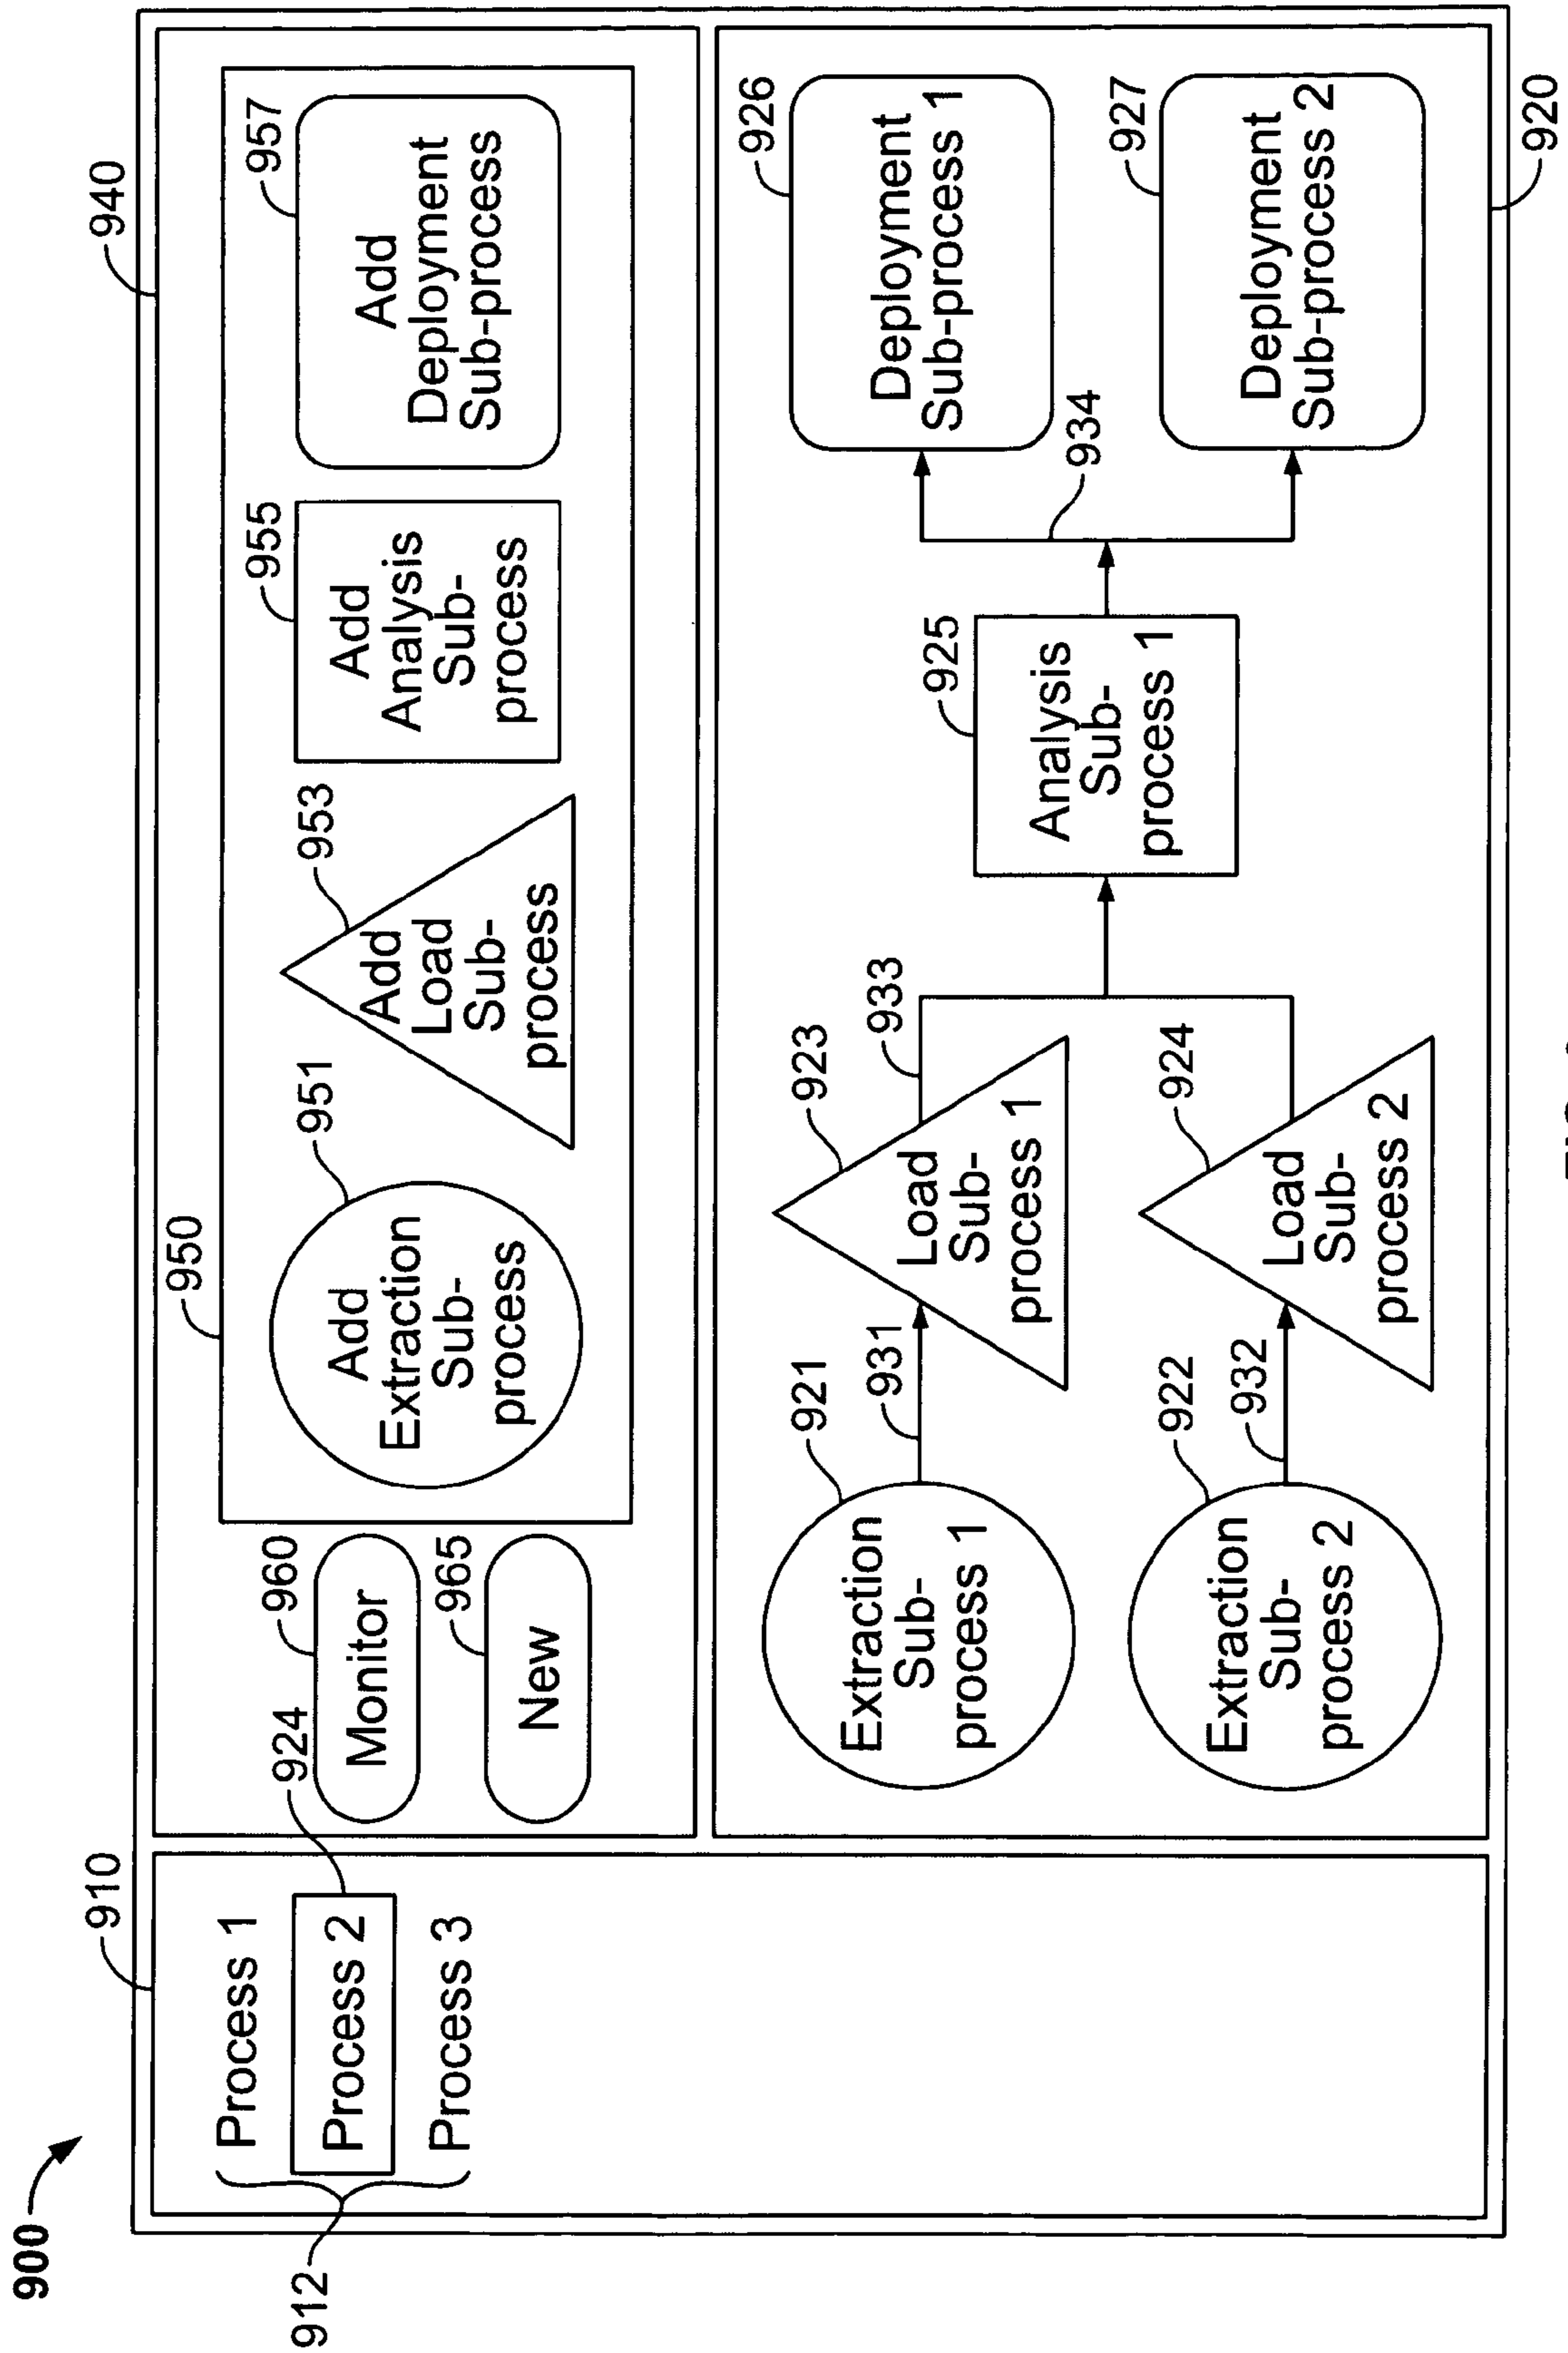 900
910
912
Process 1
Process 2
Process 3
924
940
960
Monitor
965
New
950
951
Add
Extraction
Sub-
process
953
Add
Load
Sub-
process
955
Add
Analysis
Sub-
process
957
Add
Deployment
Sub-process
921
Extraction
Sub-
process 1
931
923
Load
Sub-
process 1
933
922
Extraction
Sub-
process 2
932
924
Load
Sub-
process 2
925
Analysis
Sub-
process 1
934
926
Deployment
Sub-process 1
927
Deployment
Sub-process 2
920